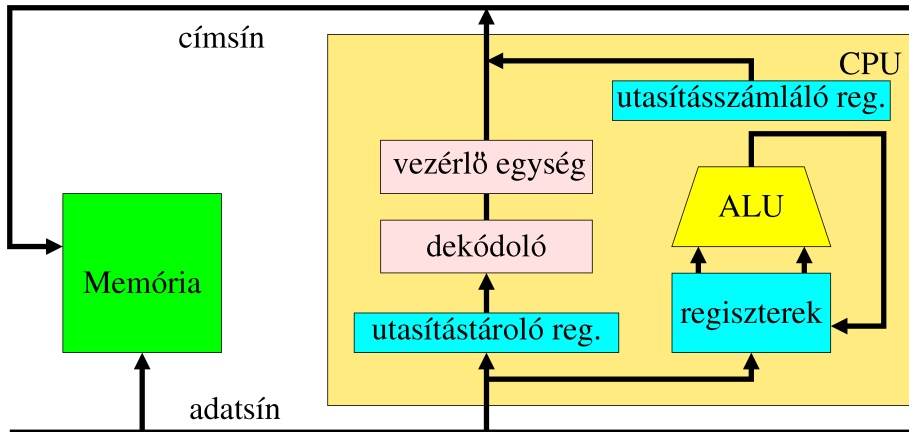 címsín
CPU
utasításszámláló reg.
vezérlő egység
ALU
dekódoló
Memória
regiszterek
utasítástároló reg.
adatsín